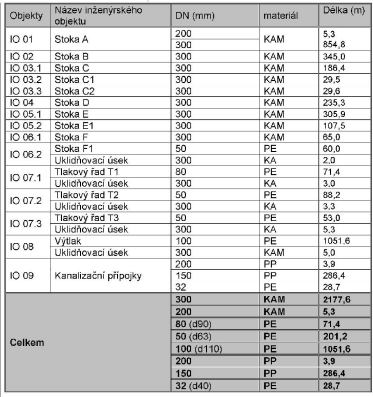 Objekty Název inženýrského objektu DN (mm) materiál Délka (m)
IO 01 Stoka A 200 KAM 5,3
300 854,8
IO 02 Stoka B 300 KAM 345,0
IO 03.1 Stoka C 300 KAM 186,4
IO 03.2 Stoka C1 300 KAM 29,5
IO 03.3 Stoka C2 300 KAM 29,6
IO 04 Stoka D 300 KAM 235,3
IO 05.1 Stoka E 300 KAM 305,9
IO 05.2 Stoka E1 300 KAM 107,5
IO 06.1 Stoka F 300 KAM 65,0
IO 06.2 Stoka F1 50 PE 60,0
Uklidňovací úsek 300 KA 2,0
IO 07.1 Tlakový řad T1 80 PE 71,4
Uklidňovací úsek 300 KA 3,0
IO 07.2 Tlakový řad T2 50 PE 88,2
Uklidňovací úsek 300 KA 3,3
IO 07.3 Tlakový řad T3 50 PE 53,0
Uklidňovací úsek 300 KA 5,3
IO 08 Výtlak 100 PE 1051,6
Uklidňovací úsek 300 KAM 5,0
IO 09 Kanalizační přípojky 200 PP 3,9
150 PP 286,4
32 PE 28,7
Celkem 300 KAM 2177,6
200 KAM 5,3
80 (d90) PE 71,4
50 (d63) PE 201,2
100 (d110) PE 1051,6
200 PP 3,9
150 PP 286,4
32 (d40) PE 28,7